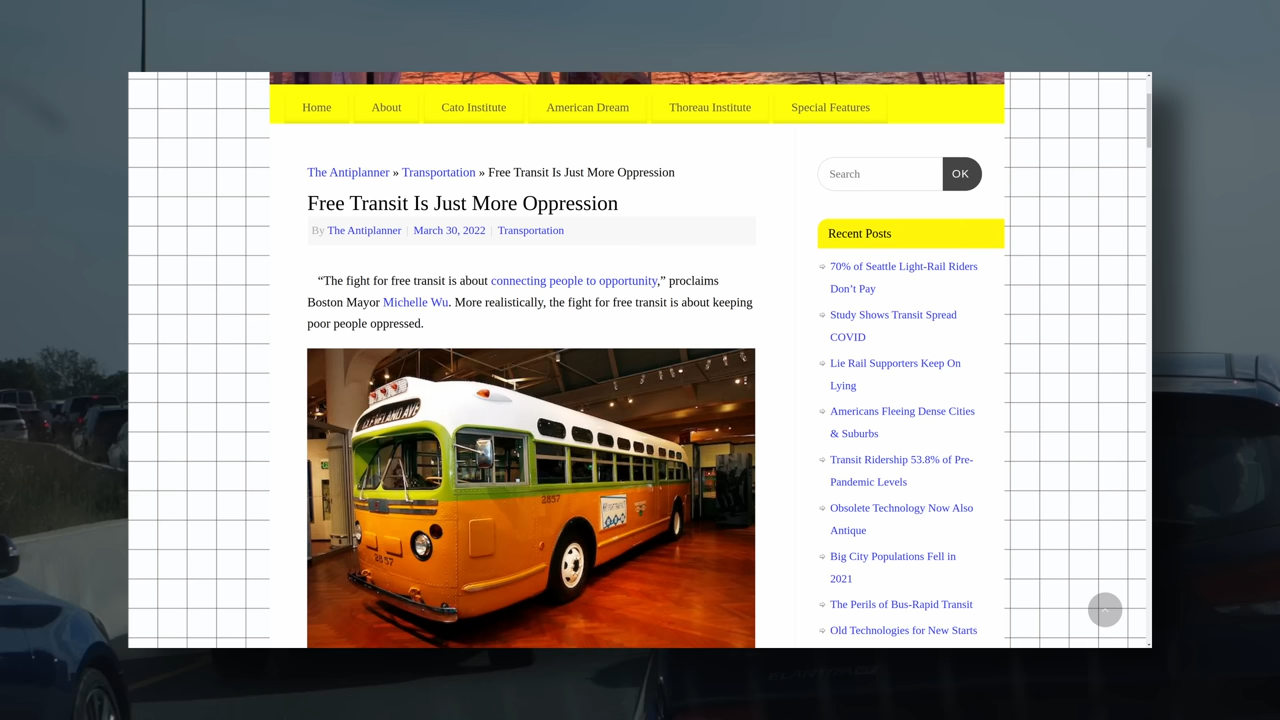 Home About Cato Institute American Dream Thoreau Institute Special Features
The Antiplanner » Transportation » Free Transit Is Just More Oppression
Free Transit Is Just More Oppression
By The Antiplanner | March 30, 2022 | Transportation
“The fight for free transit is about connecting people to opportunity,” proclaims
Boston Mayor Michelle Wu. More realistically, the fight for free transit is about keeping
poor people oppressed.
CLEVELAND AVE
2857
2857
Search OK
Recent Posts
70% of Seattle Light-Rail Riders
Don’t Pay
Study Shows Transit Spread
COVID
Lie Rail Supporters Keep On
Lying
Americans Fleeing Dense Cities
& Suburbs
Transit Ridership 53.8% of Pre-
Pandemic Levels
Obsolete Technology Now Also
Antique
Big City Populations Fell in
2021
The Perils of Bus-Rapid Transit
Old Technologies for New Starts